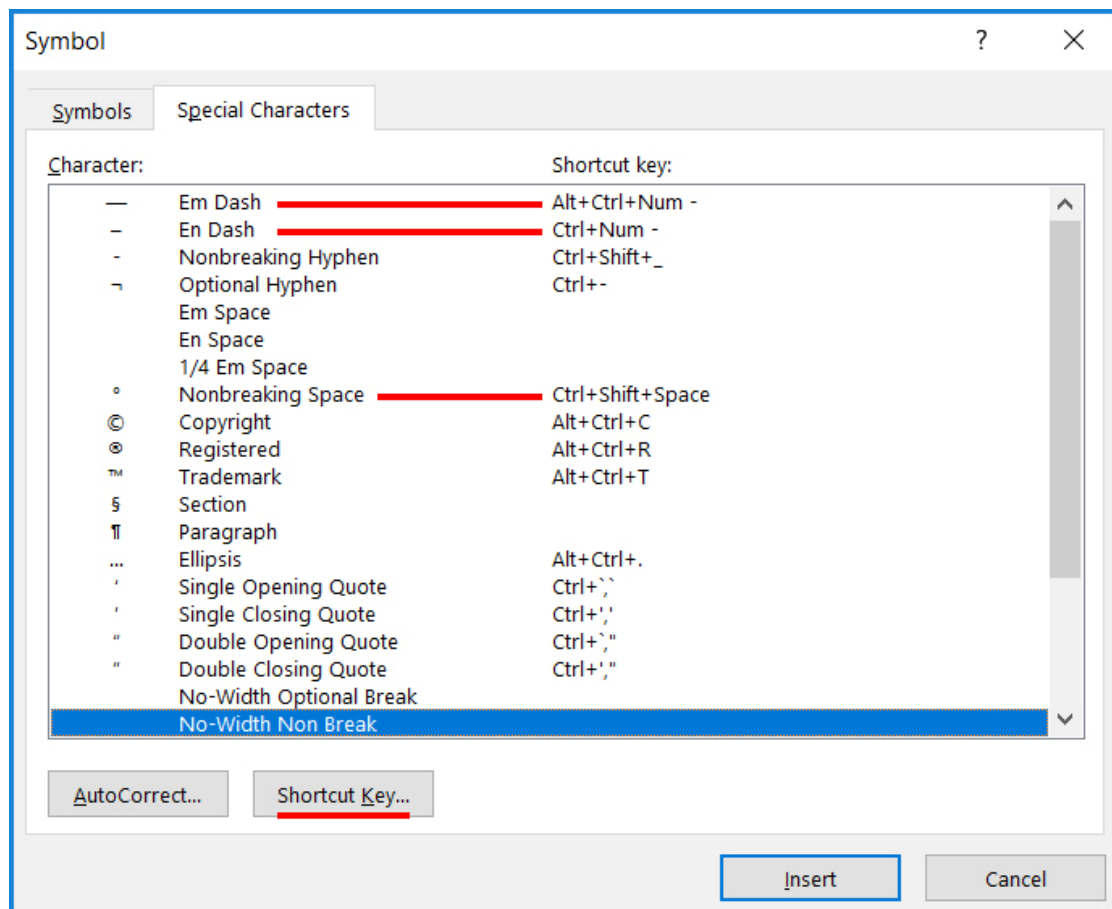 Symbol ? ×
Symbols Special Characters
Character: Shortcut key:
— Em Dash Alt+Ctrl+Num -
– En Dash Ctrl+Num -
- Nonbreaking Hyphen Ctrl+Shift+_
¬ Optional Hyphen Ctrl+-
Em Space
En Space
1/4 Em Space
° Nonbreaking Space Ctrl+Shift+Space
© Copyright Alt+Ctrl+C
® Registered Alt+Ctrl+R
™ Trademark Alt+Ctrl+T
§ Section
¶ Paragraph
... Ellipsis Alt+Ctrl+.
‘ Single Opening Quote Ctrl+`,`
‘ Single Closing Quote Ctrl+','
“ Double Opening Quote Ctrl+`,"
“ Double Closing Quote Ctrl+',"
No-Width Optional Break
No-Width Non Break
AutoCorrect... Shortcut Key...
Insert Cancel